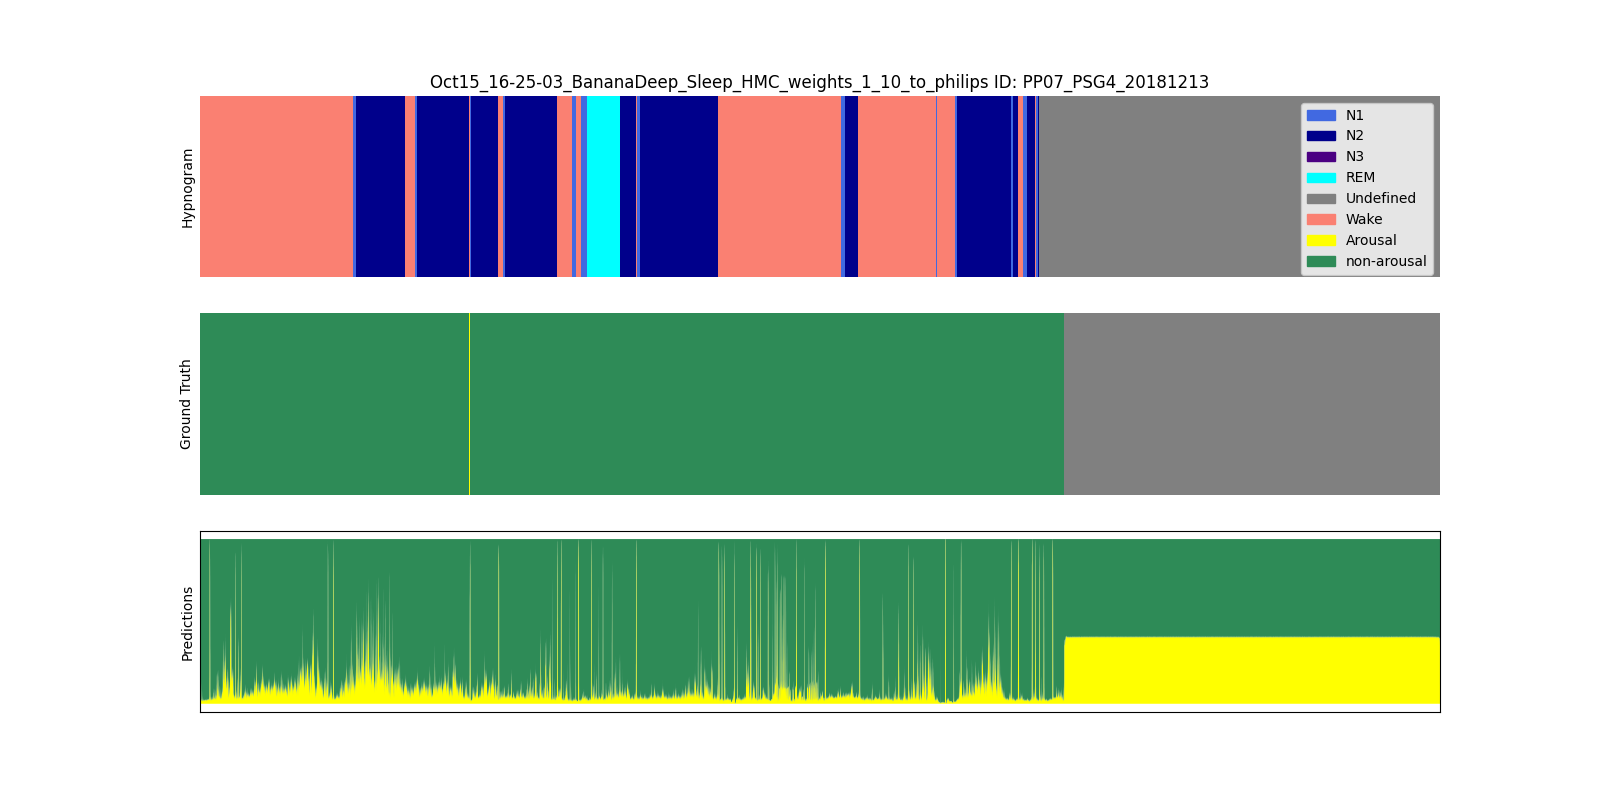 Oct15_16-25-03_BananaDeep_Sleep_HMC_weights_1_10_to_philips ID: PP07_PSG4_20181213
Hypnogram
N1
N2
N3
REM
Undefined
Wake
Arousal
non-arousal
Ground Truth
Predictions